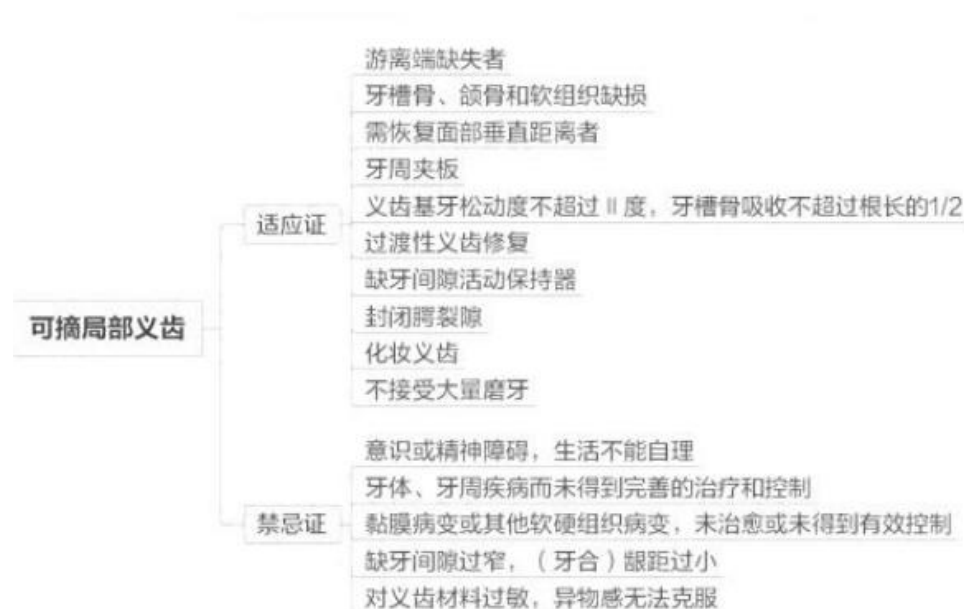 游离端缺失者
牙槽骨、颌骨和软组织缺损
需恢复面部垂直距离者
牙周夹板
适应证
义齿基牙松动度不超过Ⅱ度，牙槽骨吸收不超过根长的1/2
过渡性义齿修复
缺牙间隙活动保持器
可摘局部义齿
封闭腭裂隙
化妆义齿
不接受大量磨牙
意识或精神障碍，生活不能自理
牙体、牙周疾病而未得到完善的治疗和控制
禁忌证
黏膜病变或其他软硬组织病变，未治愈或未得到有效控制
缺牙间隙过窄，（牙合）龈距过小
对义齿材料过敏，异物感无法克服